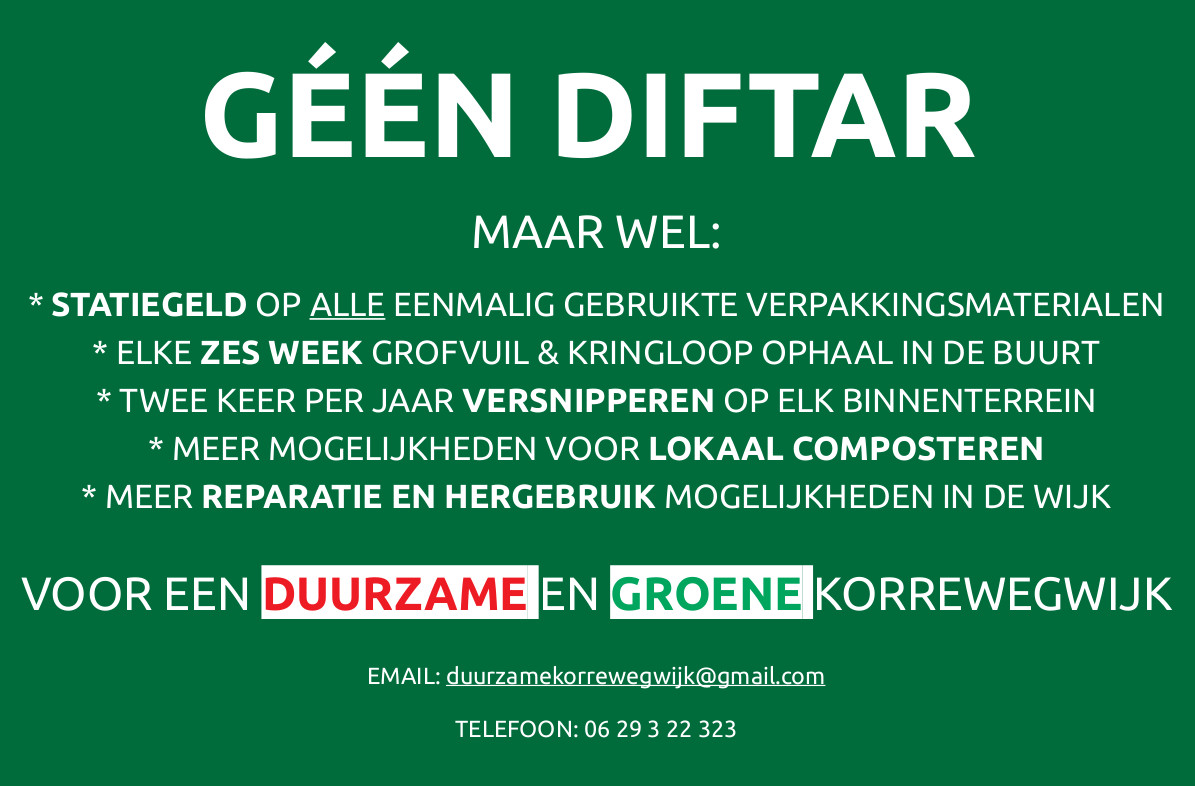 GÉÉN DIFTAR
MAAR WEL:
* STATIEGELD OP ALLE EENMALIG GEBRUIKTE VERPAKKINGSMATERIALEN
* ELKE ZES WEEK GROFVUIL & KRINGLOOP OPHAAL IN DE BUURT
* TWEE KEER PER JAAR VERSNIPPEREN OP ELK BINNENTERREIN
* MEER MOGELIJKHEDEN VOOR LOKAAL COMPOSTEREN
* MEER REPARATIE EN HERGEBRUIK MOGELIJKHEDEN IN DE WIJK
VOOR EEN DUURZAME EN GROENE KORREWEGWIJK
EMAIL: duurzamekorrewegwijk@gmail.com
TELEFOON: 06 29 3 22 323